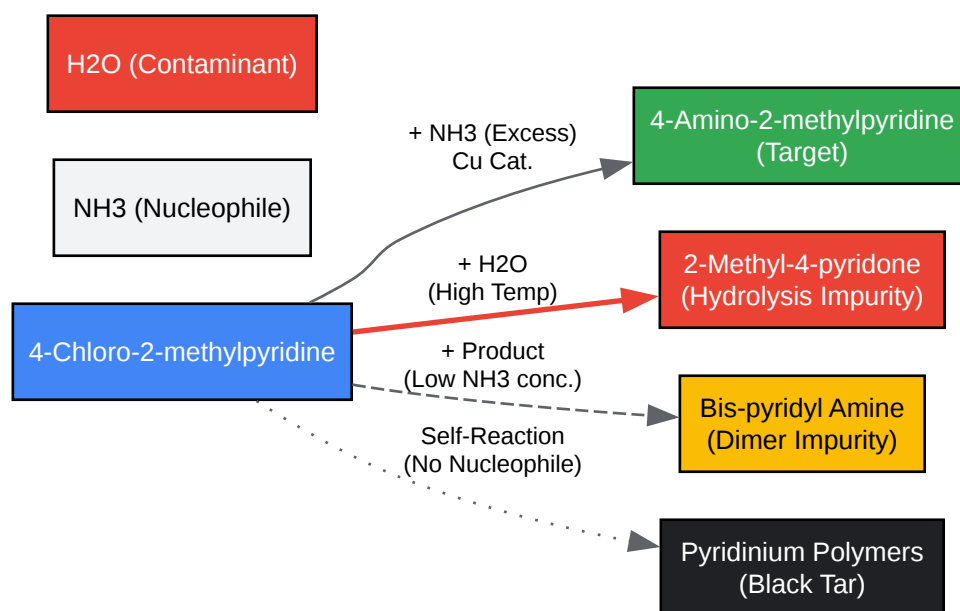 H2O (Contaminant)
NH3 (Nucleophile)
4-Chloro-2-methylpyridine
+ NH3 (Excess)
Cu Cat.
+ H2O
(High Temp)
+ Product
(Low NH3 conc.)
Self-Reaction
(No Nucleophile)
4-Amino-2-methylpyridine
(Target)
2-Methyl-4-pyridone
(Hydrolysis Impurity)
Bis-pyridyl Amine
(Dimer Impurity)
Pyridinium Polymers
(Black Tar)